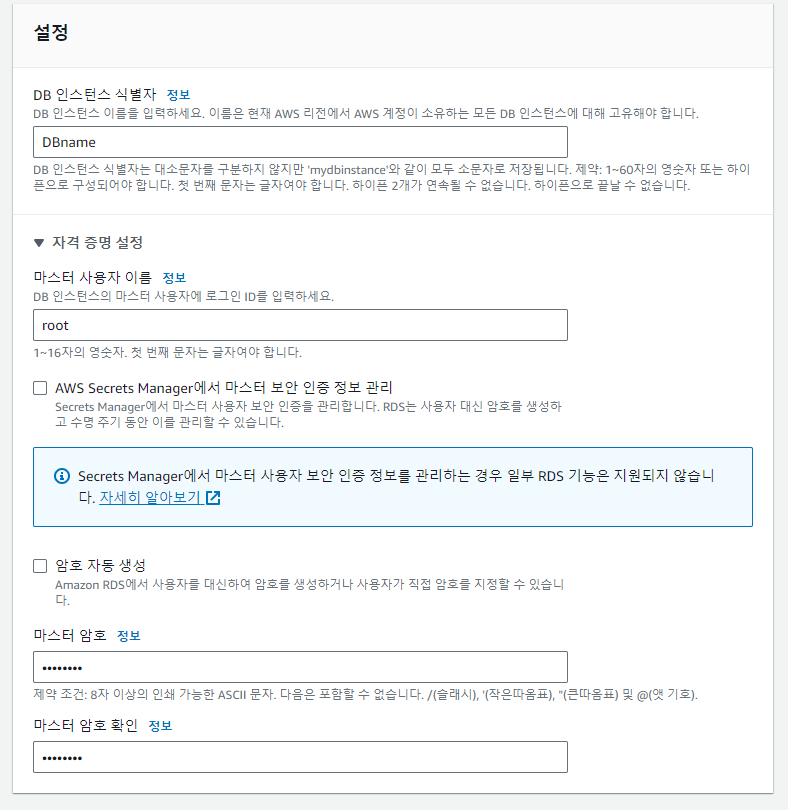 설정
DB 인스턴스 식별자 정보
DB 인스턴스 이름을 입력하세요. 이름은 현재 AWS 리전에서 AWS 계정이 소유하는 모든 DB 인스턴스에 대해 고유해야 합니다.
DBname
DB 인스턴스 식별자는 대소문자를 구분하지 않지만 'mydbinstance'와 같이 모두 소문자로 저장됩니다. 제약: 1~60자의 영숫자 또는 하이
픈으로 구성되어야 합니다. 첫 번째 문자는 글자여야 합니다. 하이픈 2개가 연속될 수 없습니다. 하이픈으로 끝날 수 없습니다.
▼ 자격 증명 설정
마스터 사용자 이름 정보
DB 인스턴스의 마스터 사용자에 로그인 ID를 입력하세요.
root
1~16자의 영숫자. 첫 번째 문자는 글자여야 합니다.
AWS Secrets Manager에서 마스터 보안 인증 정보 관리
Secrets Manager에서 마스터 사용자 보안 인증을 관리합니다. RDS는 사용자 대신 암호를 생성하
고 수명 주기 동안 이를 관리할 수 있습니다.
Secrets Manager에서 마스터 사용자 보안 인증 정보를 관리하는 경우 일부 RDS 기능은 지원되지 않습니
다. 자세히 알아보기
암호 자동 생성
Amazon RDS에서 사용자를 대신하여 암호를 생성하거나 사용자가 직접 암호를 지정할 수 있습니
다.
마스터 암호 정보
••••••••
제약 조건: 8자 이상의 인쇄 가능한 ASCII 문자. 다음은 포함할 수 없습니다. /(슬래시), '(작은따옴표), "(큰따옴표) 및 @(앳 기호).
마스터 암호 확인 정보
••••••••